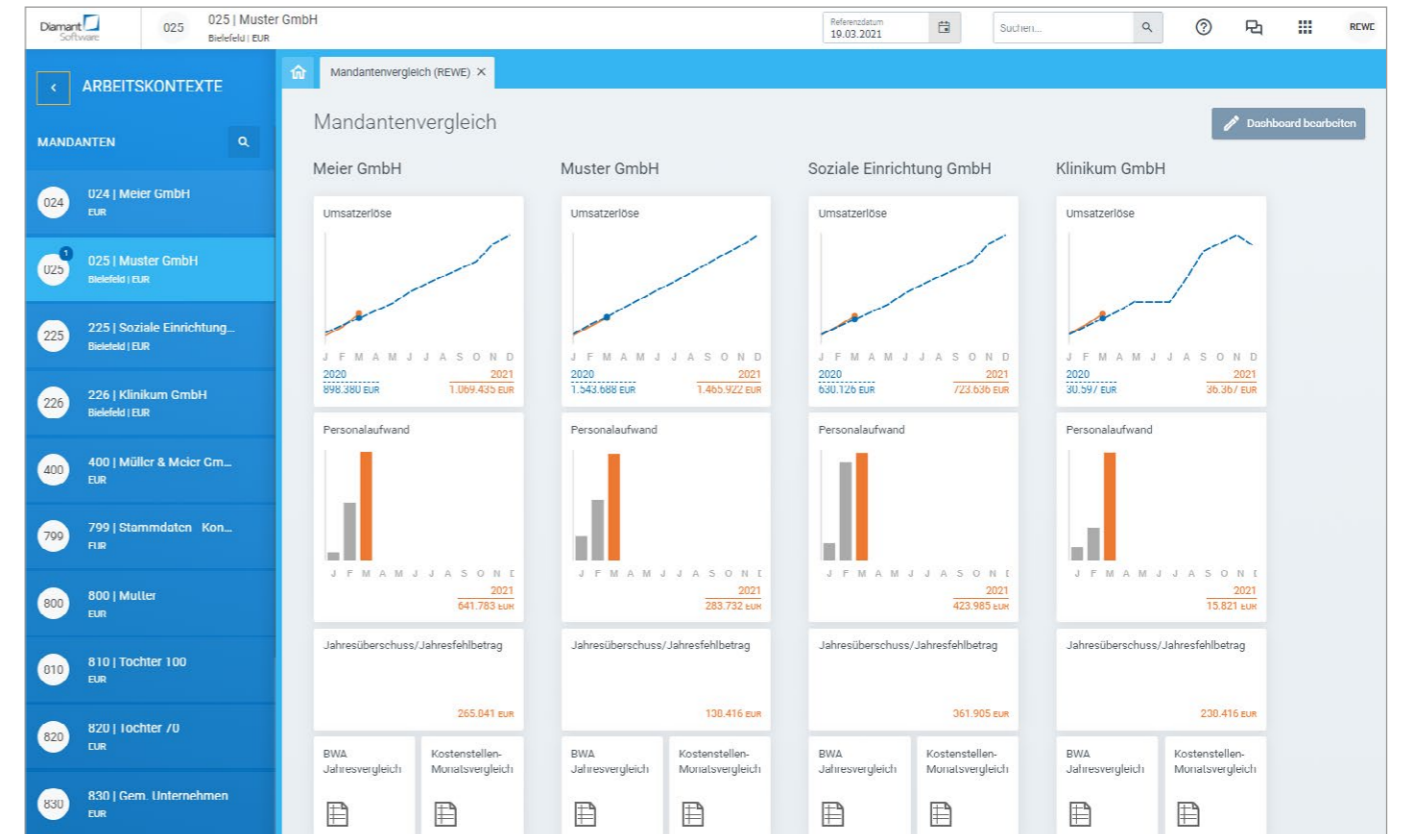 Diamant
Software
025
025 | Muster GmbH
Bielefeld | EUR
Referenzdatum
19.03.2021
Suchen...
REWE
ARBEITSKONTEXTE
MANDANTEN
024
024 | Meier GmbH
EUR
025
1
025 | Muster GmbH
Bielefeld | EUR
225
225 | Soziale Einrichtung...
Bielefeld | EUR
226
226 | Klinikum GmbH
Bielefeld | EUR
400
400 | Müller & Meier Gm...
EUR
799
799 | Stammdaten Kon...
EUR
800
800 | Mutter
EUR
810
810 | Tochter 100
EUR
820
820 | Tochter 70
EUR
830
830 | Gem. Unternehmen
EUR
Mandantenvergleich (REWE) X
Mandantenvergleich
Dashboard bearbeiten
Meier GmbH
Muster GmbH
Soziale Einrichtung GmbH
Klinikum GmbH
Umsatzerlöse
Umsatzerlöse
Umsatzerlöse
Umsatzerlöse
J F M A M J J A S O N D
J F M A M J J A S O N D
J F M A M J J A S O N D
J F M A M J J A S O N D
2020 2021
2020 2021
2020 2021
2020 2021
898.380 EUR 1.069.435 EUR
1.543.688 EUR 1.465.922 EUR
630.126 EUR 723.636 EUR
30.597 EUR 36.367 EUR
Personalaufwand
Personalaufwand
Personalaufwand
Personalaufwand
J F M A M J J A S O N D
J F M A M J J A S O N D
J F M A M J J A S O N D
J F M A M J J A S O N D
2021
2021
2021
2021
641.783 EUR
283.732 EUR
423.985 EUR
15.821 EUR
Jahresüberschuss/Jahresfehlbetrag
Jahresüberschuss/Jahresfehlbetrag
Jahresüberschuss/Jahresfehlbetrag
Jahresüberschuss/Jahresfehlbetrag
265.041 EUR
130.416 EUR
361.905 EUR
230.416 EUR
BWA
Jahresvergleich
Kostenstellen-
Monatsvergleich
BWA
Jahresvergleich
Kostenstellen-
Monatsvergleich
BWA
Jahresvergleich
Kostenstellen-
Monatsvergleich
BWA
Jahresvergleich
Kostenstellen-
Monatsvergleich